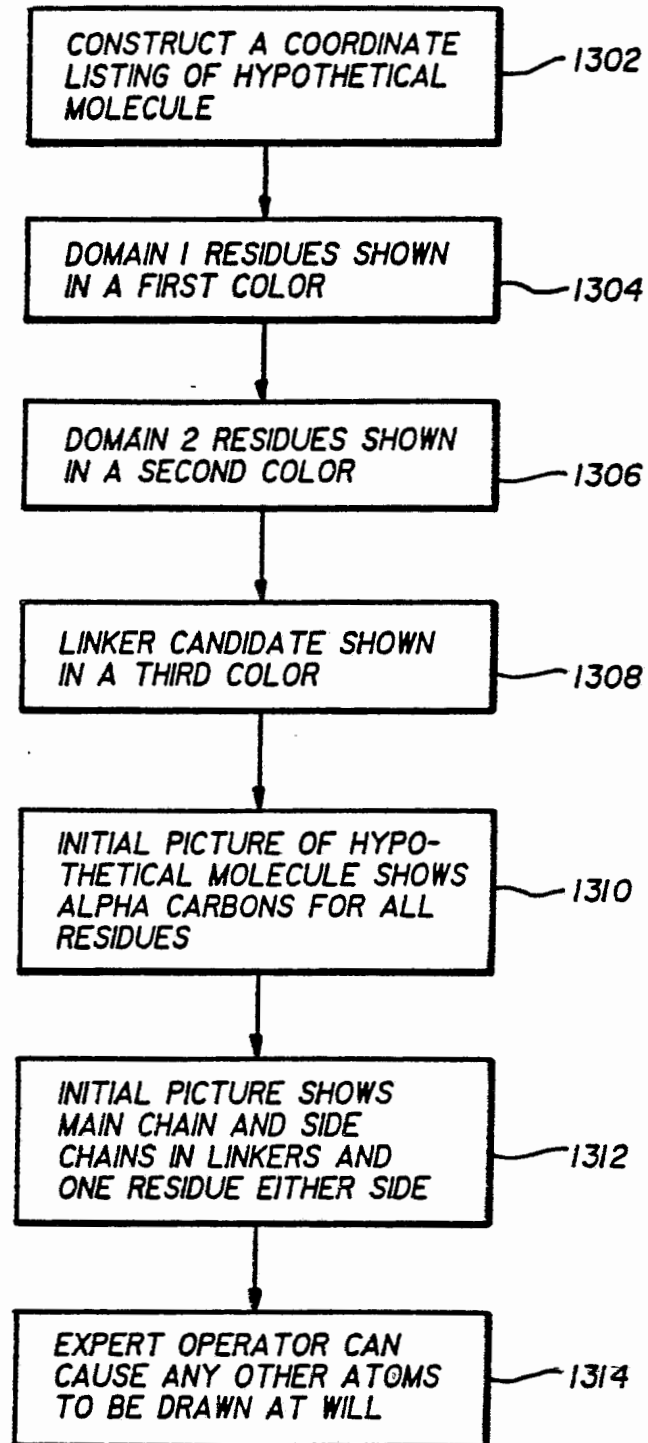 CONSTRUCT A COORDINATE
LISTING OF HYPOTHETICAL
MOLECULE
1302
DOMAIN 1 RESIDUES SHOWN
IN A FIRST COLOR
1304
DOMAIN 2 RESIDUES SHOWN
IN A SECOND COLOR
1306
LINKER CANDIDATE SHOWN
IN A THIRD COLOR
1308
INITIAL PICTURE OF HYPO-
THETICAL MOLECULE SHOWS
ALPHA CARBONS FOR ALL
RESIDUES
1310
INITIAL PICTURE SHOWS
MAIN CHAIN AND SIDE
CHAINS IN LINKERS AND
ONE RESIDUE EITHER SIDE
1312
EXPERT OPERATOR CAN
CAUSE ANY OTHER ATOMS
TO BE DRAWN AT WILL
1314